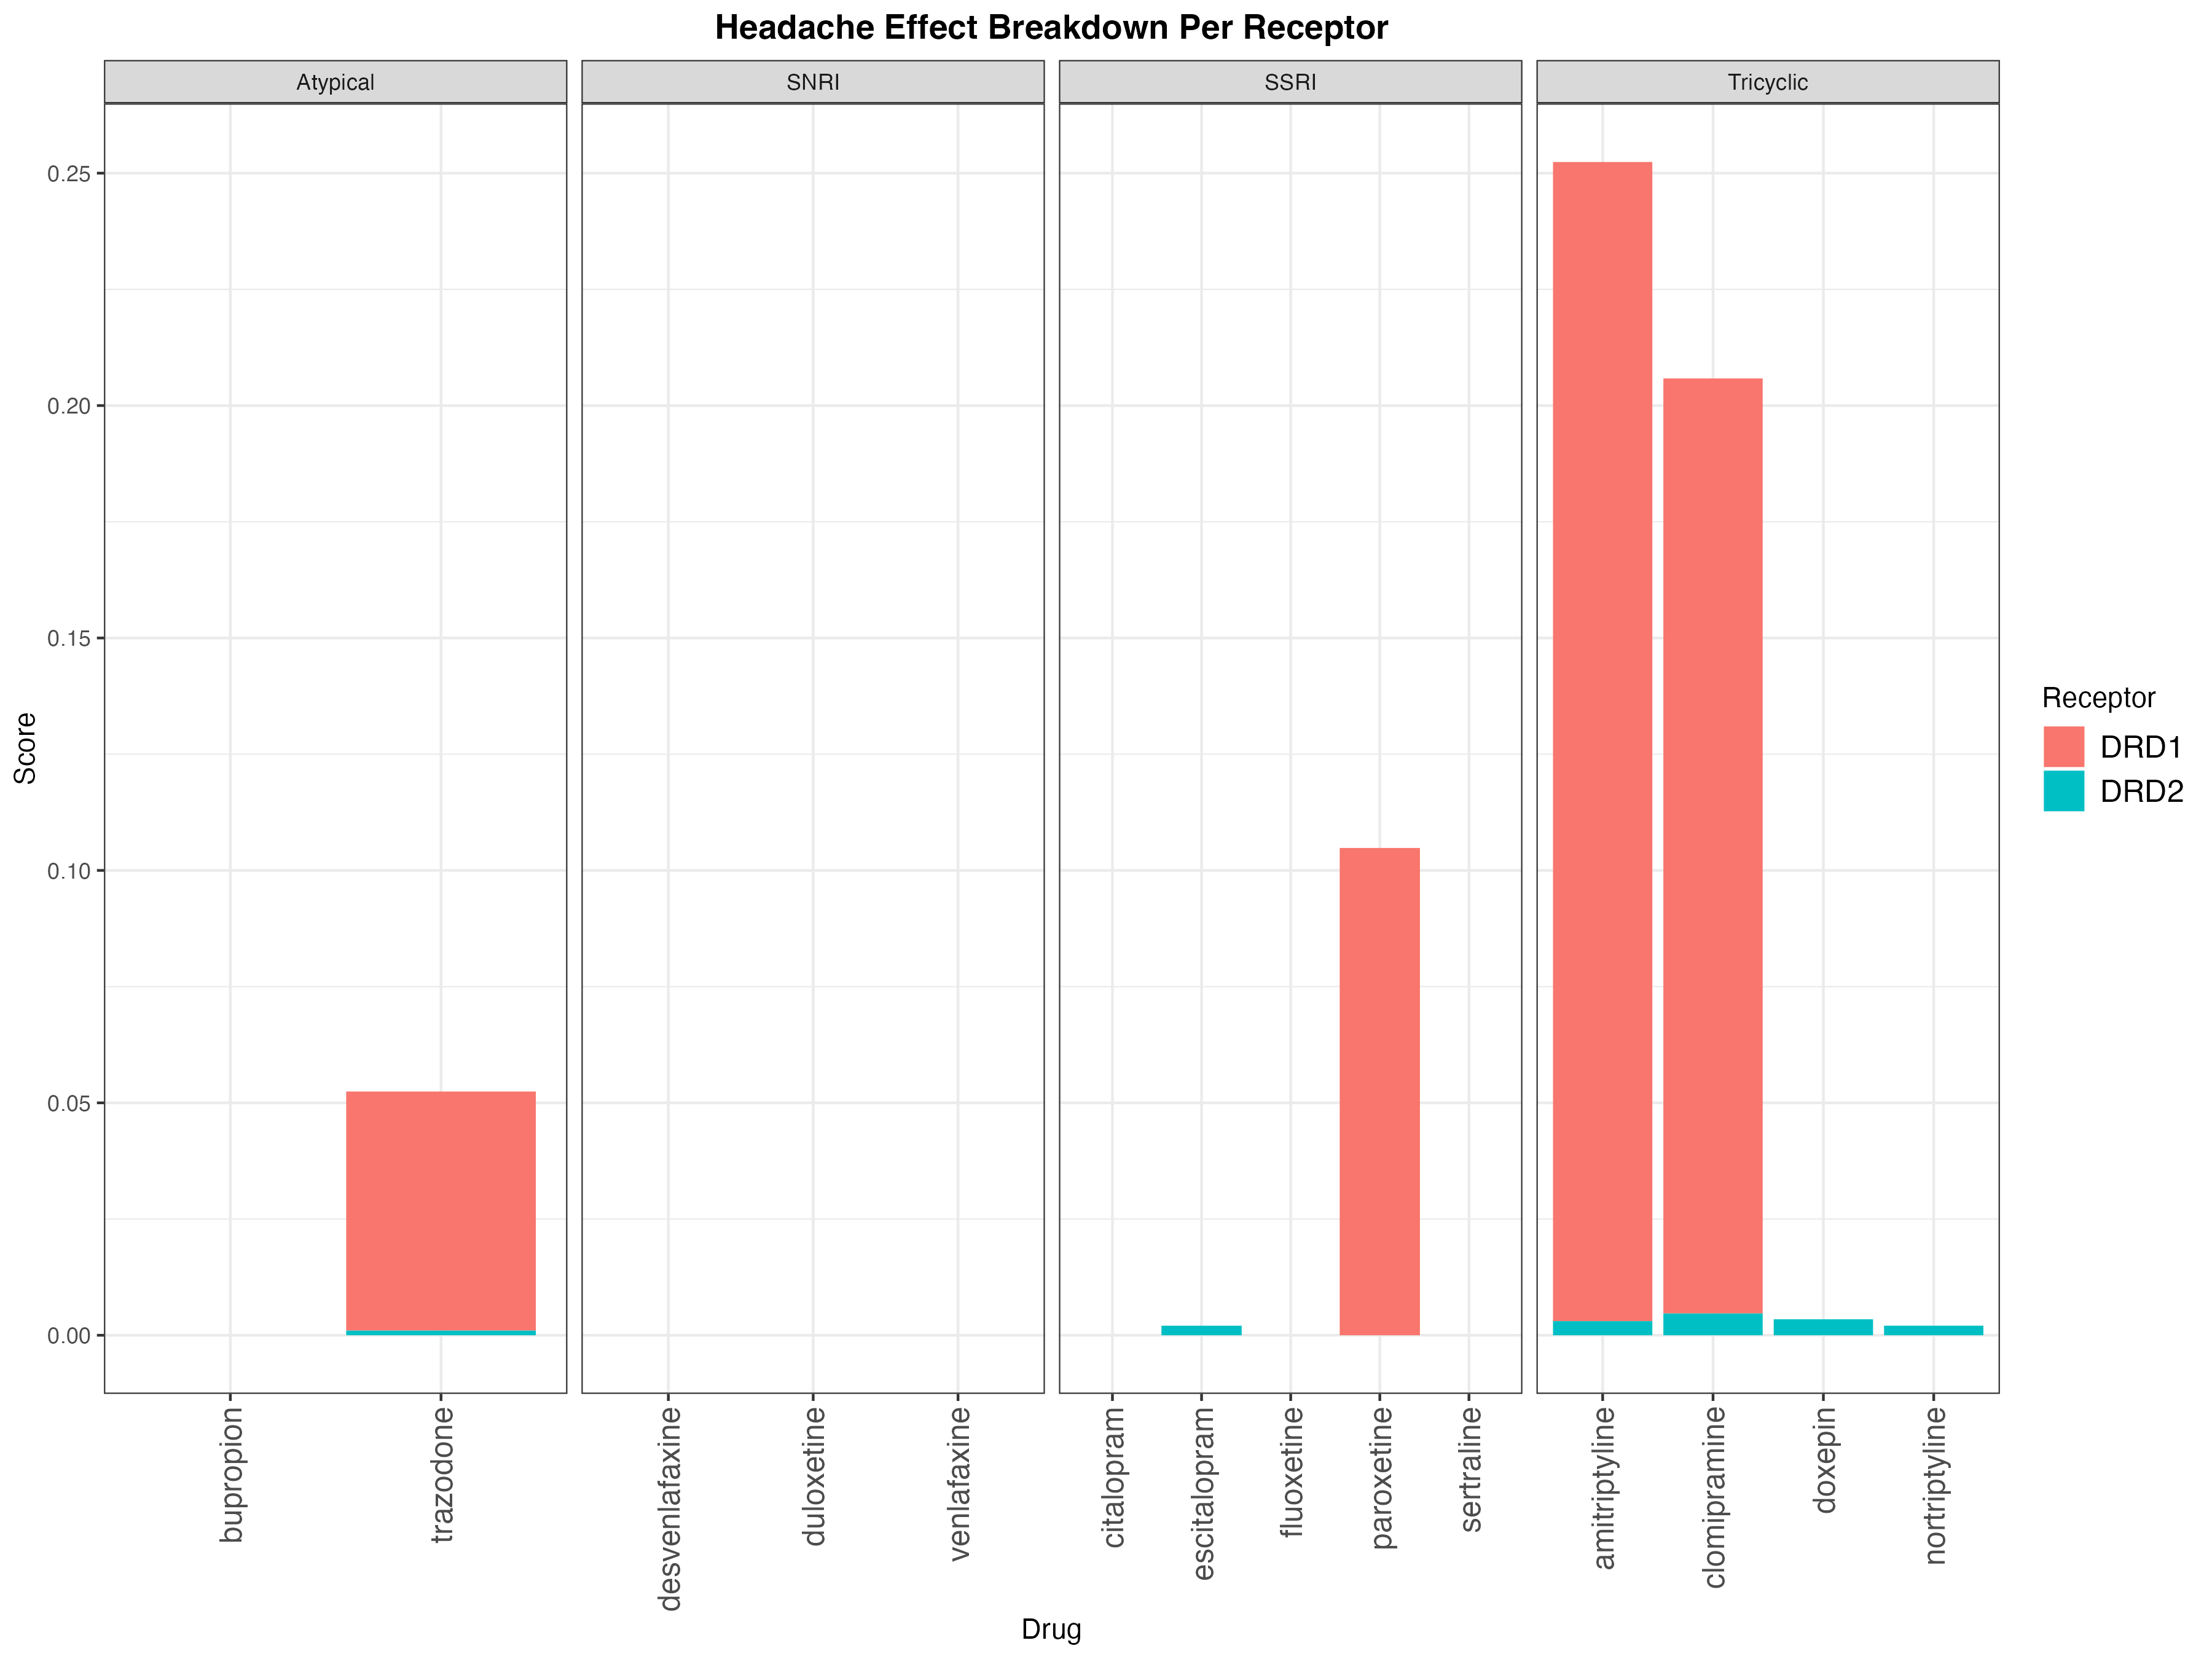 Headache Effect Breakdown Per Receptor
Atypical
SNRI
SSRI
Tricyclic
0.25
0.20
0.15
0.10
0.05
0.00
Score
bupropion
trazodone
desvenlafaxine
duloxetine
venlafaxine
citalopram
escitalopram
fluoxetine
paroxetine
sertraline
amitriptyline
clomipramine
doxepin
nortriptyline
Drug
Receptor
DRD1
DRD2